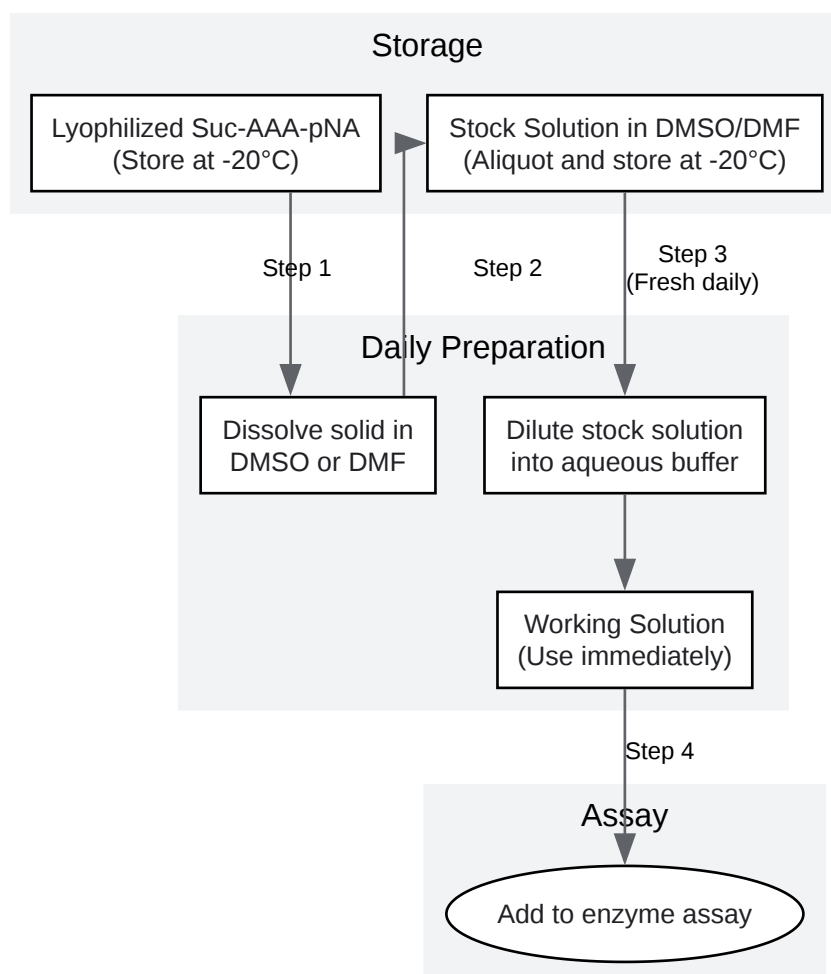 Storage
Lyophilized Suc-AAA-pNA
(Store at -20°C)
Stock Solution in DMSO/DMF
(Aliquot and store at -20°C)
Step 1
Step 2
Step 3
(Fresh daily)
Daily Preparation
Dissolve solid in
DMSO or DMF
Dilute stock solution
into aqueous buffer
Working Solution
(Use immediately)
Step 4
Assay
Add to enzyme assay